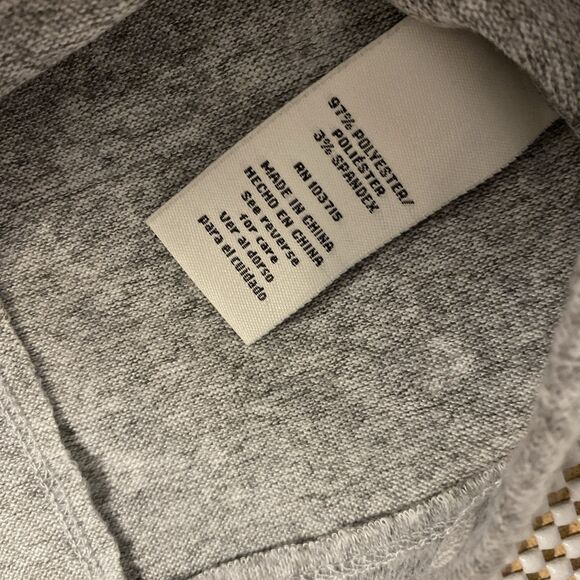 97% POLYESTER/
POLIÉSTER
3% SPANDEX
RN 103715
MADE IN CHINA
HECHO EN CHINA
See reverse
for care
Ver al dorso
para el cuidado